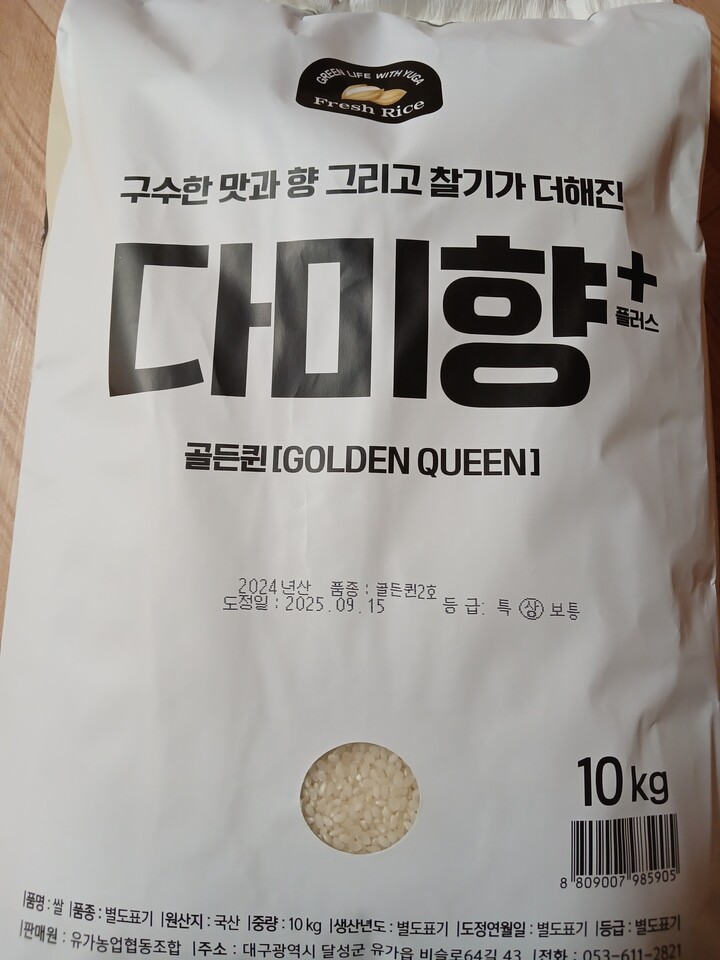 GREEN LIFE WITH YUGA
Fresh Rice
구수한 맛과 향 그리고 찰기가 더해진
다미향+
플러스
골든퀸 [GOLDEN QUEEN]
2024년산 품종 : 골든퀸2호
도정일 : 2025.09.15 등 급: 특 상 보통
10 kg
8 809007 985905
|품명 : 쌀 |품종 : 별도표기 |원산지 : 국산 |중량 : 10 kg |생산년도 : 별도표기 |도정연월일 : 별도표기 |등급 : 별도표기
|판매원 : 유가농업협동조합 |주소 : 대구광역시 달성군 유가읍 비슬로64길 43 |전화 : 053-611-2821